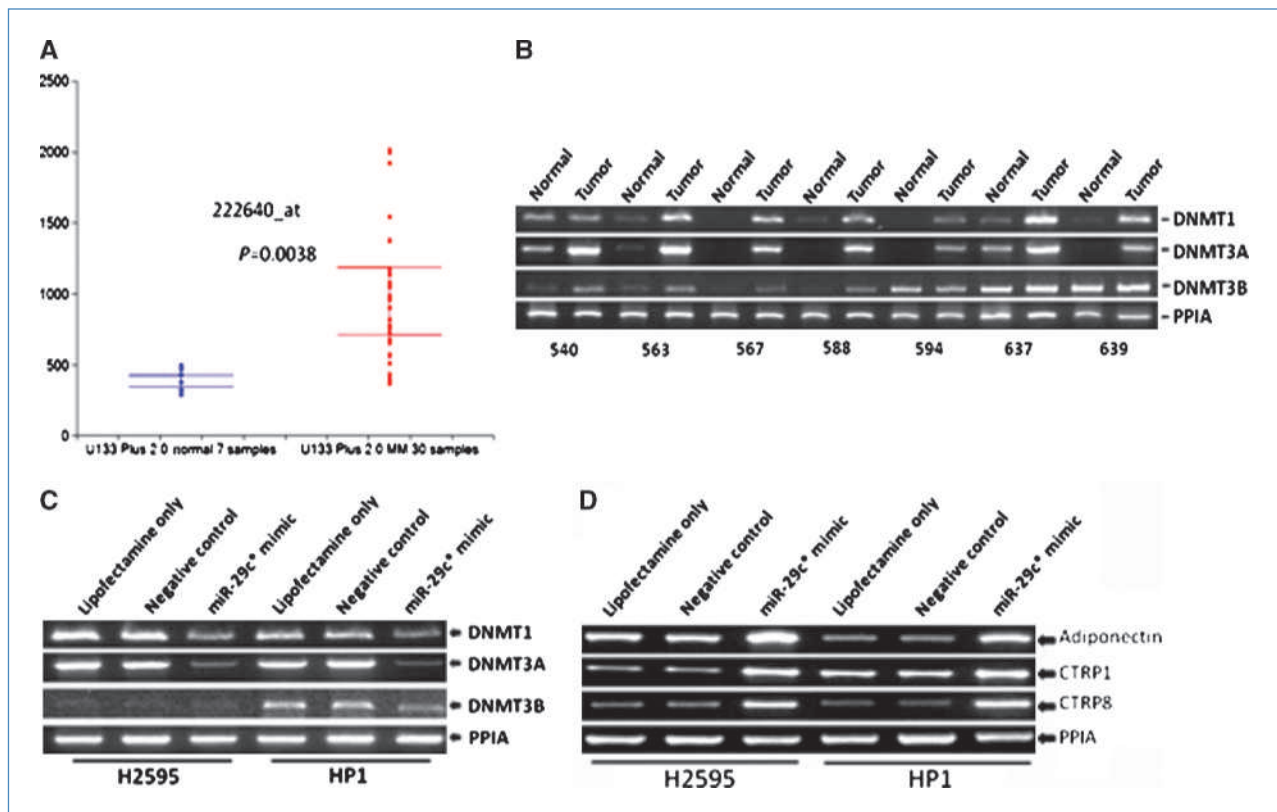 A
2500
2000
1500
1000
500
0
222640_at
P=0.0038
U133 Plus 2.0 normal 7 samples
U133 Plus 2.0 MM 30 samples
B
Normal Tumor Normal Tumor Normal Tumor Normal Tumor Normal Tumor Normal Tumor Normal Tumor
DNMT1
DNMT3A
DNMT3B
PPIA
540 563 567 588 594 637 639
C
Lipofectamine only Negative control miR-29c* mimic Lipofectamine only Negative control miR-29c* mimic
DNMT1
DNMT3A
DNMT3B
PPIA
H2595 HP1
D
Lipofectamine only Negative control miR-29c* mimic Lipofectamine only Negative control miR-29c* mimic
Adiponectin
CTRP1
CTRP8
PPIA
H2595 HP1